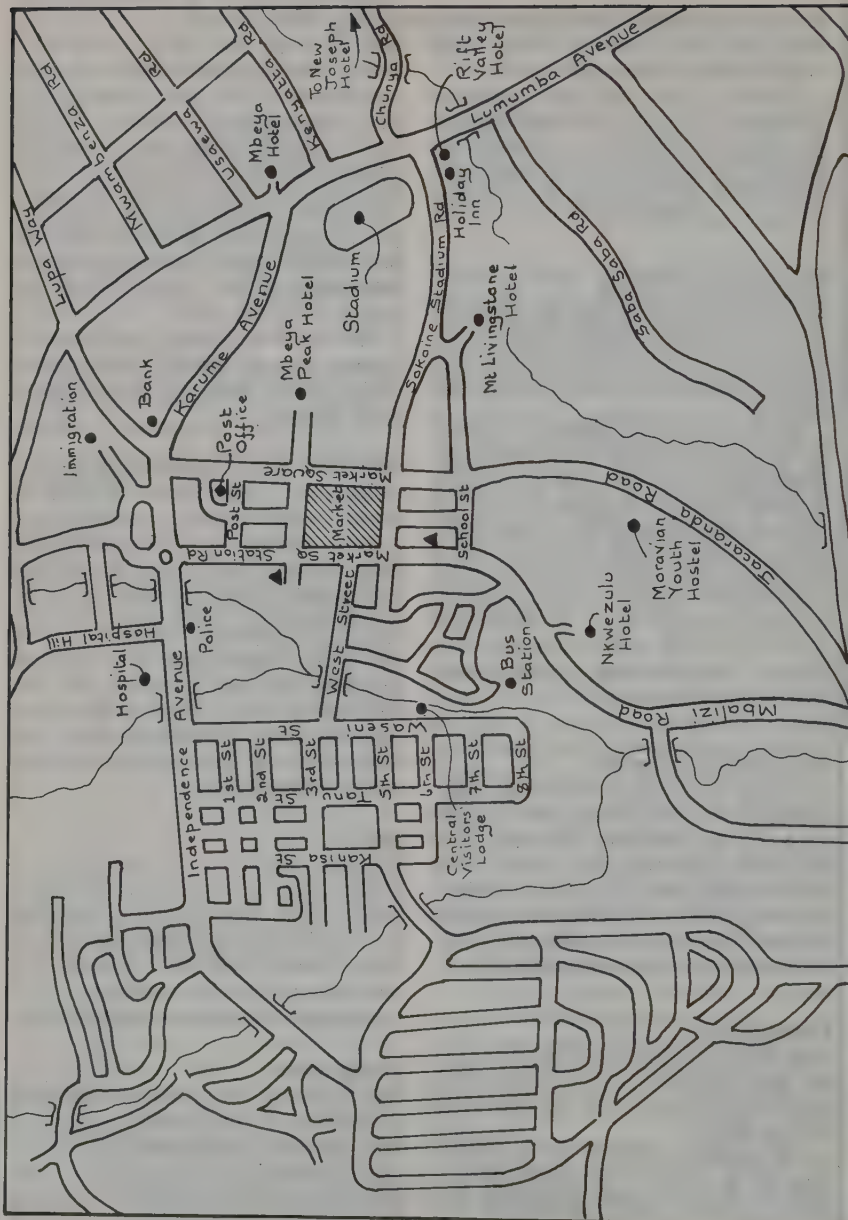 Lupa Way
Mwambenza Rd
Usaewa Rd
Kenyatta Rd
To New
Joseph
Hotel
Chunya Rd
Rift
Valley
Hotel
Lumumba Avenue
Mbeya
Hotel
Immigration
Bank
Karume Avenue
Stadium
Sokoine Stadium Rd
Holiday
Inn
Saba Saba Rd
Mbeya
Peak Hotel
Mt Livingstone
Hotel
Post
Office
Post St
Market Square
Market
Station Rd
Market Sq
School St
Jacaranda Road
Moravian
Youth
Hostel
Hospital Hill
Hospital
Police
West Street
Bus
Station
Nkwezulu
Hotel
Mbalizi Road
Independence Avenue
Waseni St
1st St
2nd St
3rd St
5th St
6th St
7th St
8th St
Tanc St
Kanisa St
Central
Visitors'
Lodge